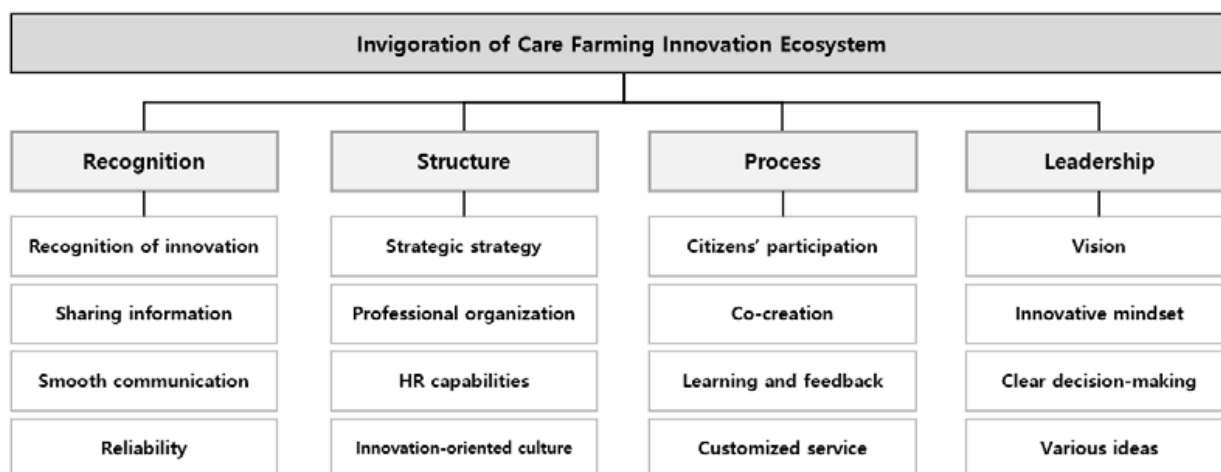 Invigoration of Care Farming Innovation Ecosystem
Recognition
Structure
Process
Leadership
Recognition of innovation
Strategic strategy
Citizens’ participation
Vision
Sharing information
Professional organization
Co-creation
Innovative mindset
Smooth communication
HR capabilities
Learning and feedback
Clear decision-making
Reliability
Innovation-oriented culture
Customized service
Various ideas